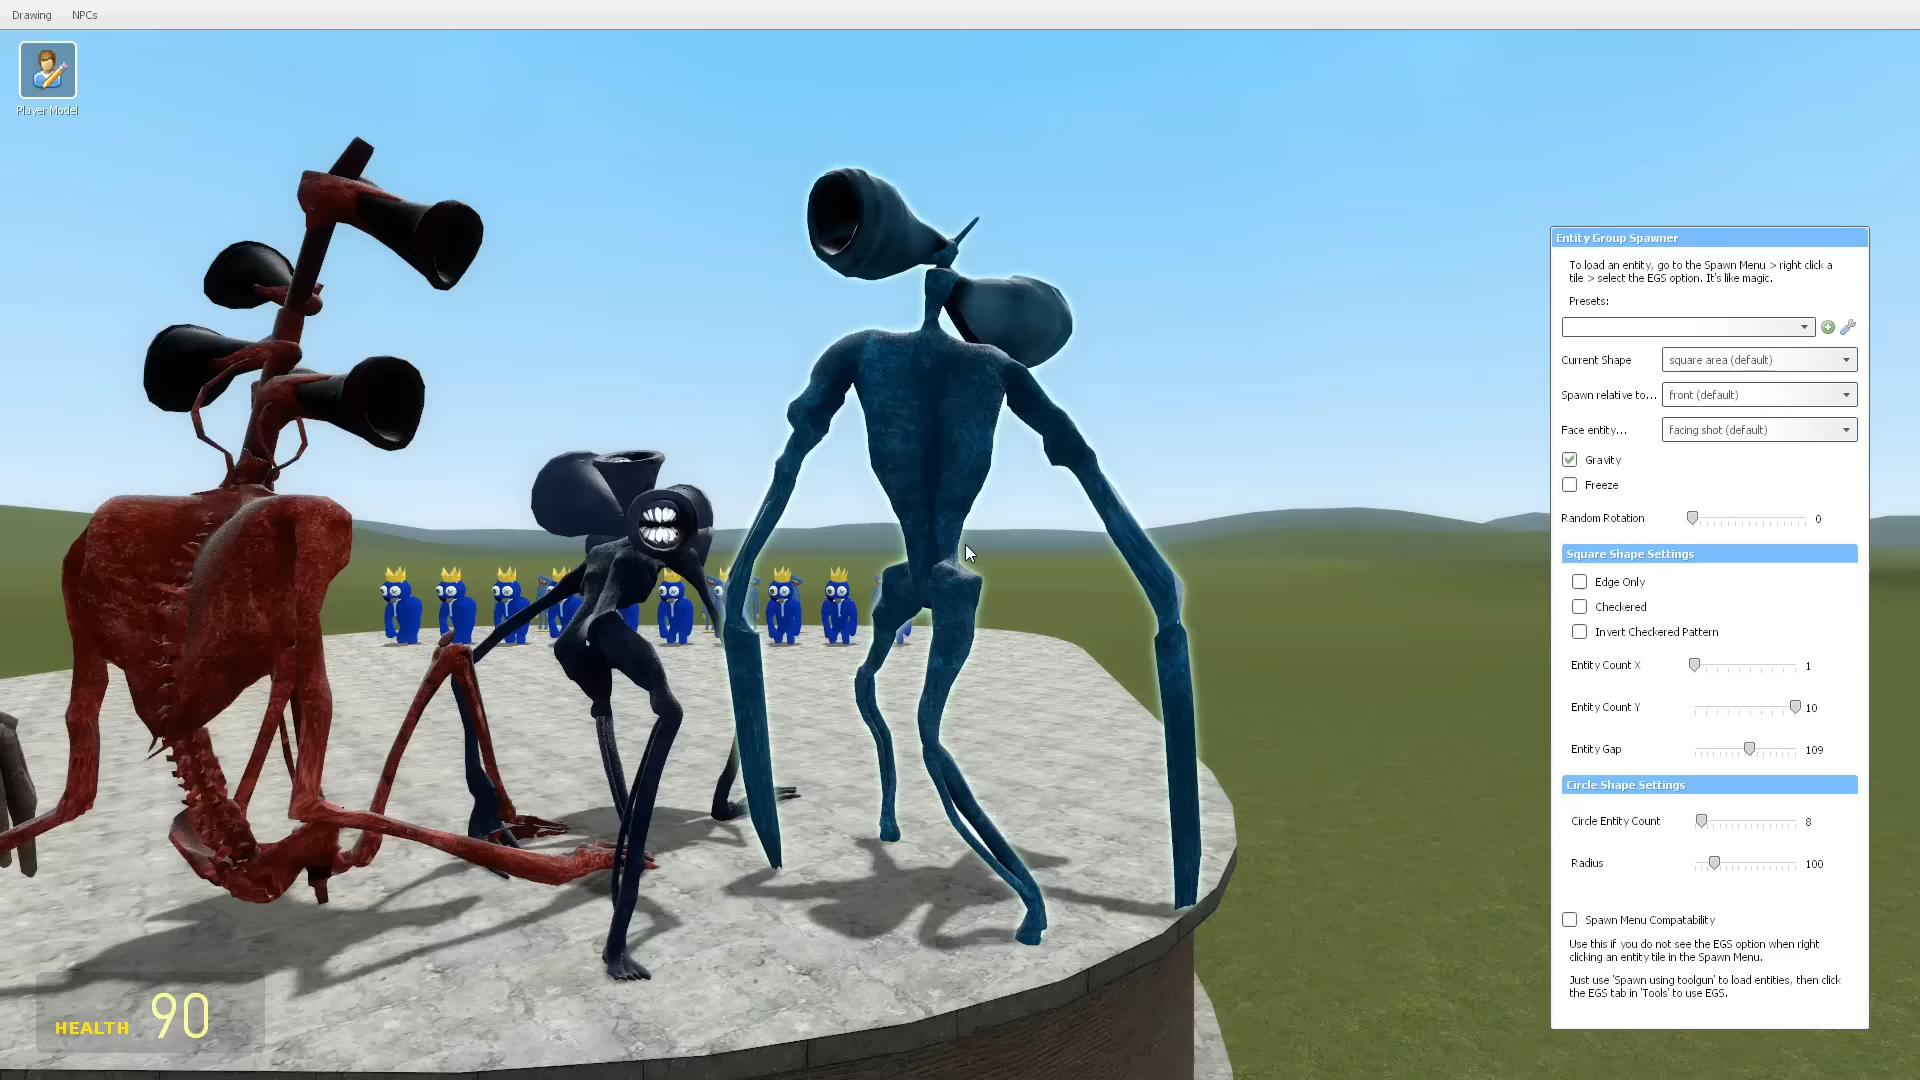 Drawing NPCs
Player Model
Entity Group Spawner
To load an entity, go to the Spawn Menu > right click a
tile > select the EGS option. It's like magic.
Presets:
Current Shape square area (default)
Spawn relative to... front (default)
Face entity... facing shot (default)
Gravity
Freeze
Random Rotation 0
Square Shape Settings
Edge Only
Checkered
Invert Checkered Pattern
Entity Count X 1
Entity Count Y 10
Entity Gap 109
Circle Shape Settings
Circle Entity Count 8
Radius 100
Spawn Menu Compatability
Use this if you do not see the EGS option when right
clicking an entity tile in the Spawn Menu.
Just use 'Spawn using toolgun' to load entities, then click
the EGS tab in 'Tools' to use EGS.
HEALTH 90